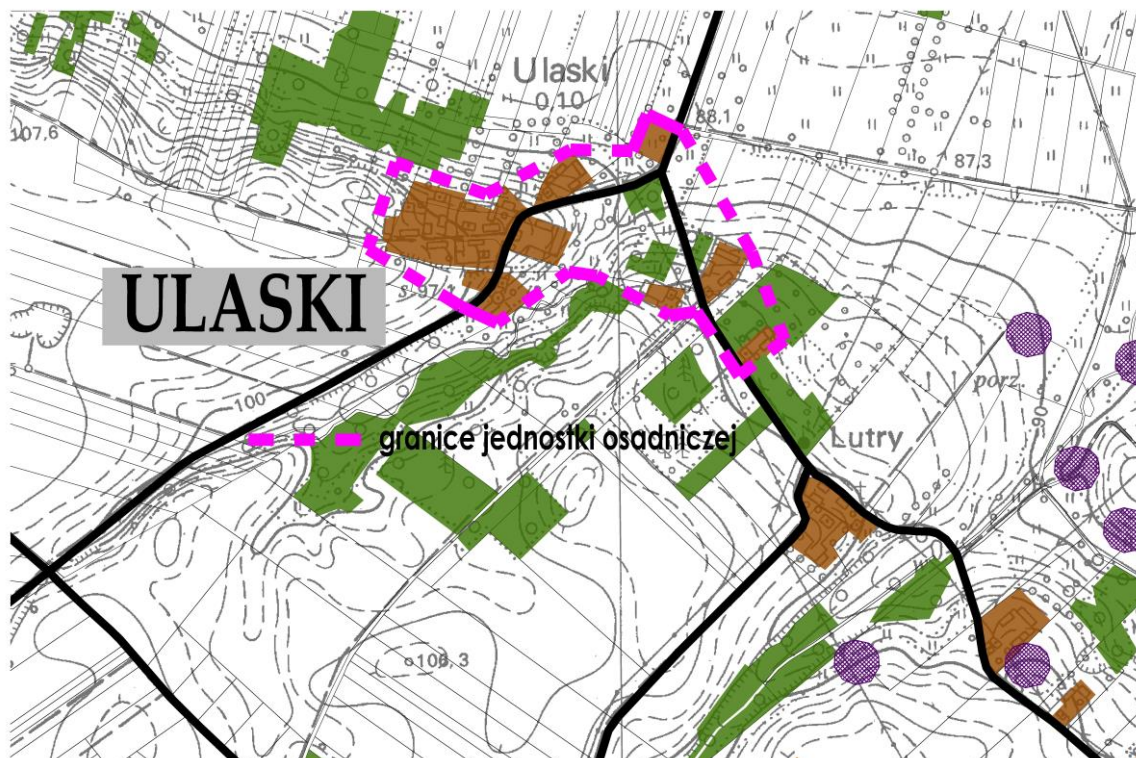 Ulaski
0,10
88,1
107,6
87,3
ULASKI
100
porz.
90
granice jednostki osadniczej
Lutry
106,3